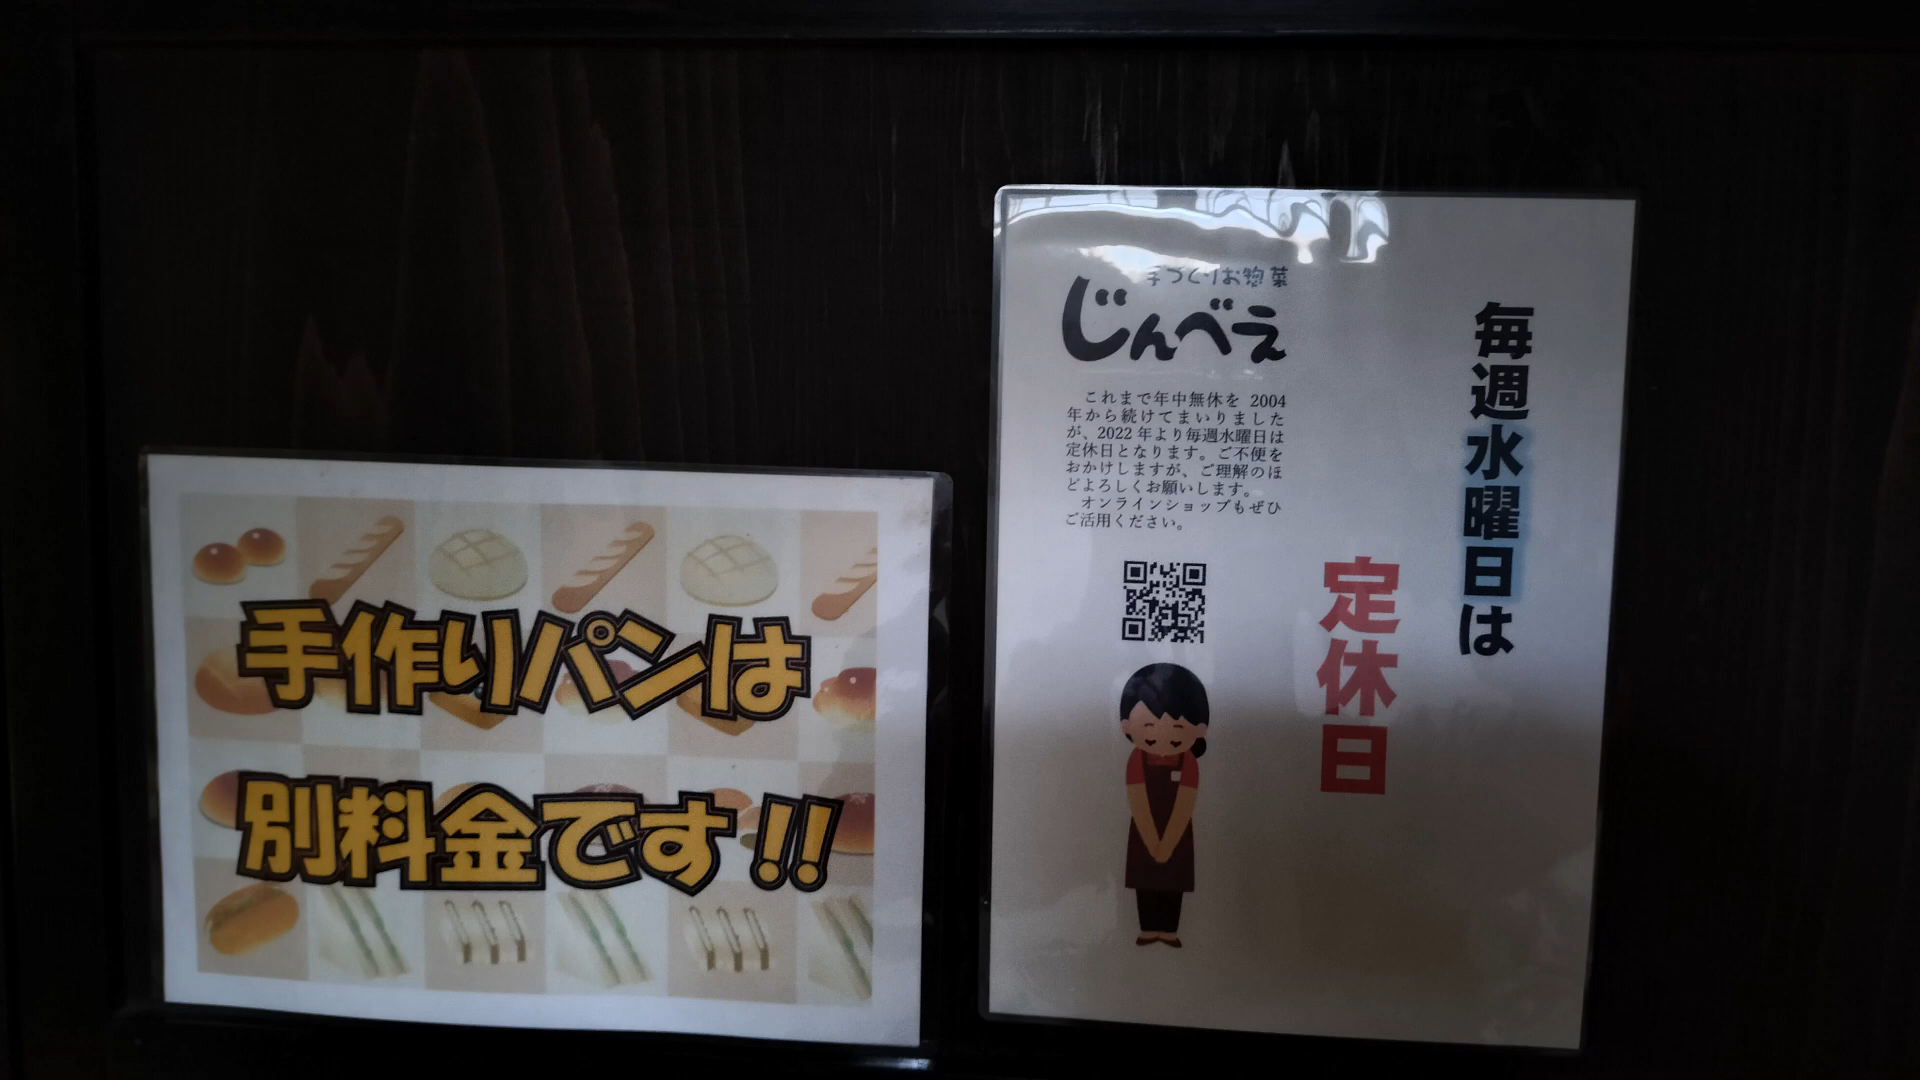 手作りパンは
別料金です!!
手づくりお惣菜
じんべえ
これまで年中無休を 2004
年から続けてまいりました
が、2022 年より毎週水曜日は
定休日となります。ご不便を
おかけしますが、ご理解のほ
どよろしくお願いします。
オンラインショップもぜひ
ご活用ください。
毎週水曜日は
定休日